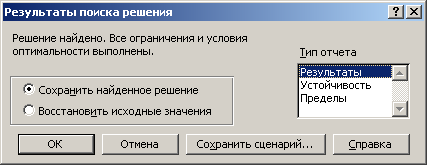 Результаты поиска решения
Решение найдено. Все ограничения и условия
оптимальности выполнены.
Тип отчета
Результаты
Устойчивость
Пределы
Сохранить найденное решение
Восстановить исходные значения
ОК
Отмена
Сохранить сценарий...
Справка